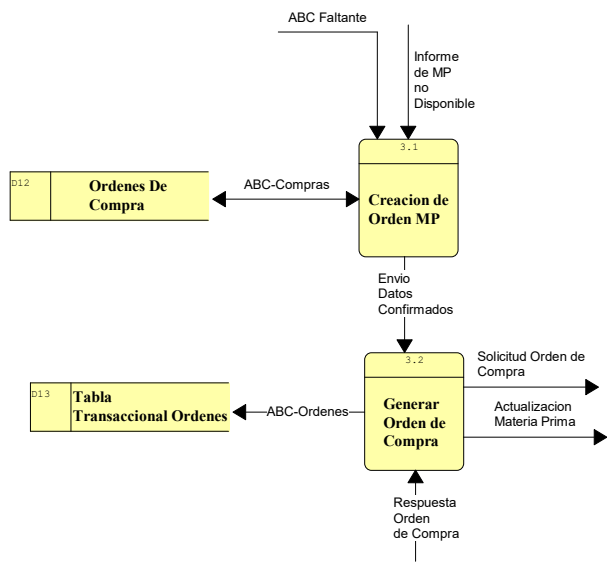 ABC Faltante
Informe
de MP
no
Disponible
3.1
Creacion de
Orden MP
D12
Ordenes De
Compra
ABC-Compras
Envio
Datos
Confirmados
3.2
Generar
Orden de
Compra
Solicitud Orden de
Compra
Actualizacion
Materia Prima
D13
Tabla
Transaccional Ordenes
ABC-Ordenes
Respuesta
Orden
de Compra